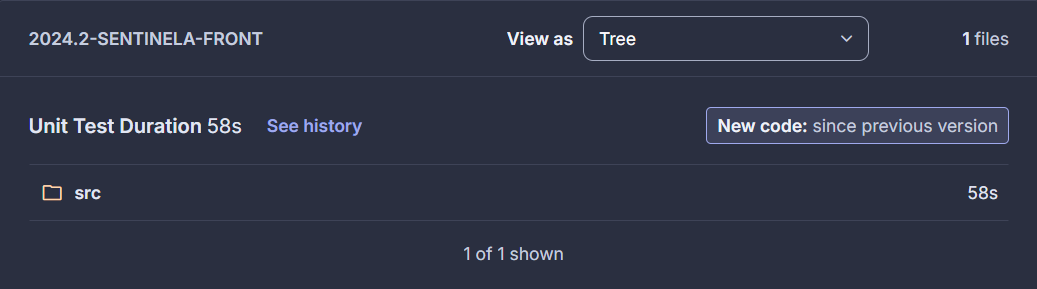 2024.2-SENTINELA-FRONT View as Tree 1 files
Unit Test Duration 58s See history New code: since previous version
src 58s
1 of 1 shown